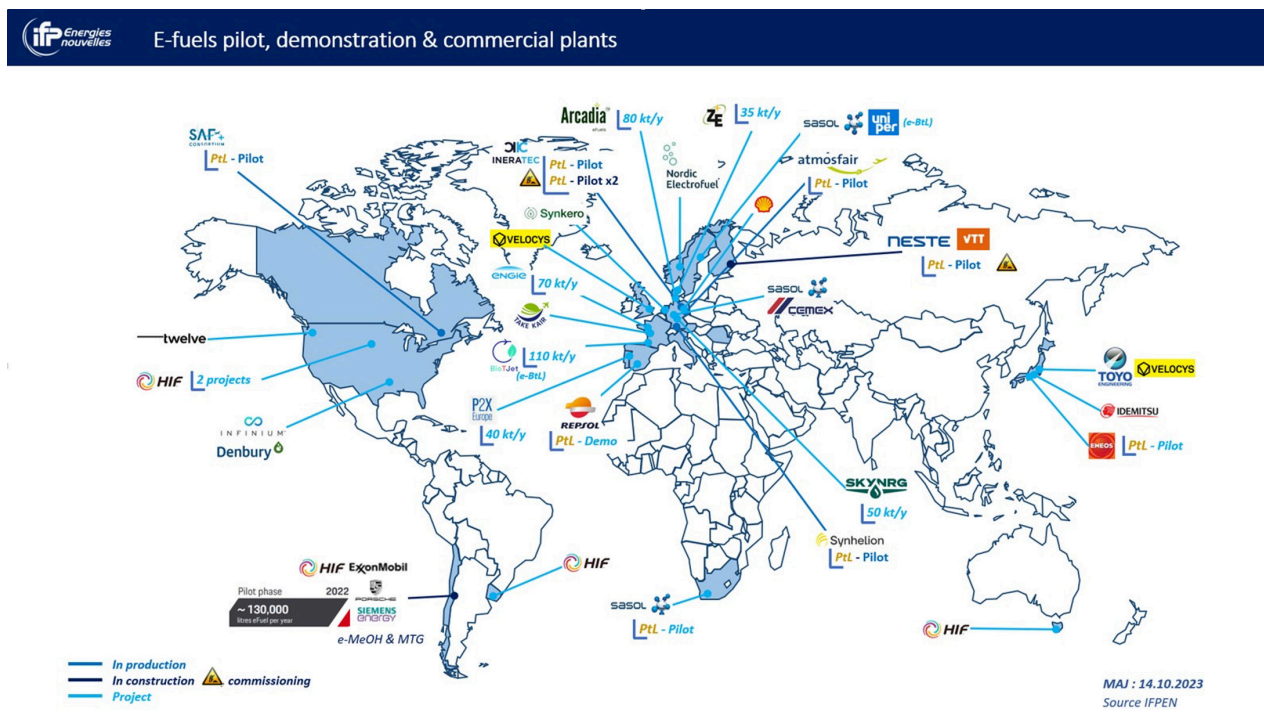 ifp Energies
nouvelles
E-fuels pilot, demonstration & commercial plants
SAF+
CONSORTIUM
PtL - Pilot
INERATEC
PtL - Pilot
PtL - Pilot x2
Arcadia
eFuels
80 kt/y
Nordic
Electrofuel
ZE
35 kt/y
sasol
uni
per
(e-BtL)
atmosfair
PtL - Pilot
Synkero
VELOCYS
ENGIE
70 kt/y
TAKE KAIR
BioTJet
110 kt/y
(e-BtL)
P2X
Europe
40 kt/y
REPSOL
PtL - Demo
NESTE
VTT
PtL - Pilot
sasol
CEMEX
twelve
HIF
2 projects
INFINIUM
Denbury
TOYO
ENGINEERING
VELOCYS
IDEMITSU
ENEOS
PtL - Pilot
SKYNRG
50 kt/y
Synhelion
PtL - Pilot
HIF ExxonMobil
Pilot phase
2022
~ 130,000
litres eFuel per year
PORSCHE
SIEMENS
energy
e-MeOH & MTG
HIF
sasol
PtL - Pilot
HIF
In production
In construction
commissioning
Project
MAJ : 14.10.2023
Source IFPEN